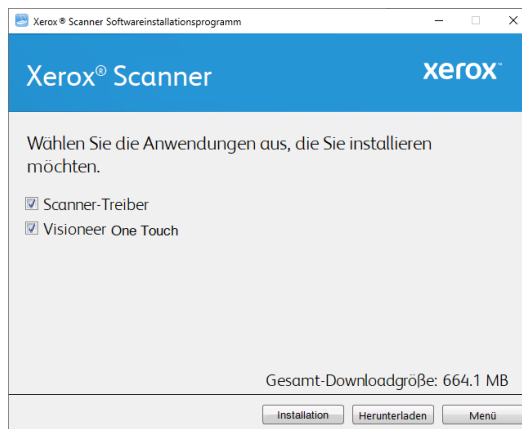 Xerox ® Scanner Softwareinstallationsprogramm
Xerox® Scanner
xerox™
Wählen Sie die Anwendungen aus, die Sie installieren
möchten.
Scanner-Treiber
Visioneer One Touch
Gesamt-Downloadgröße: 664.1 MB
Installation Herunterladen Menü